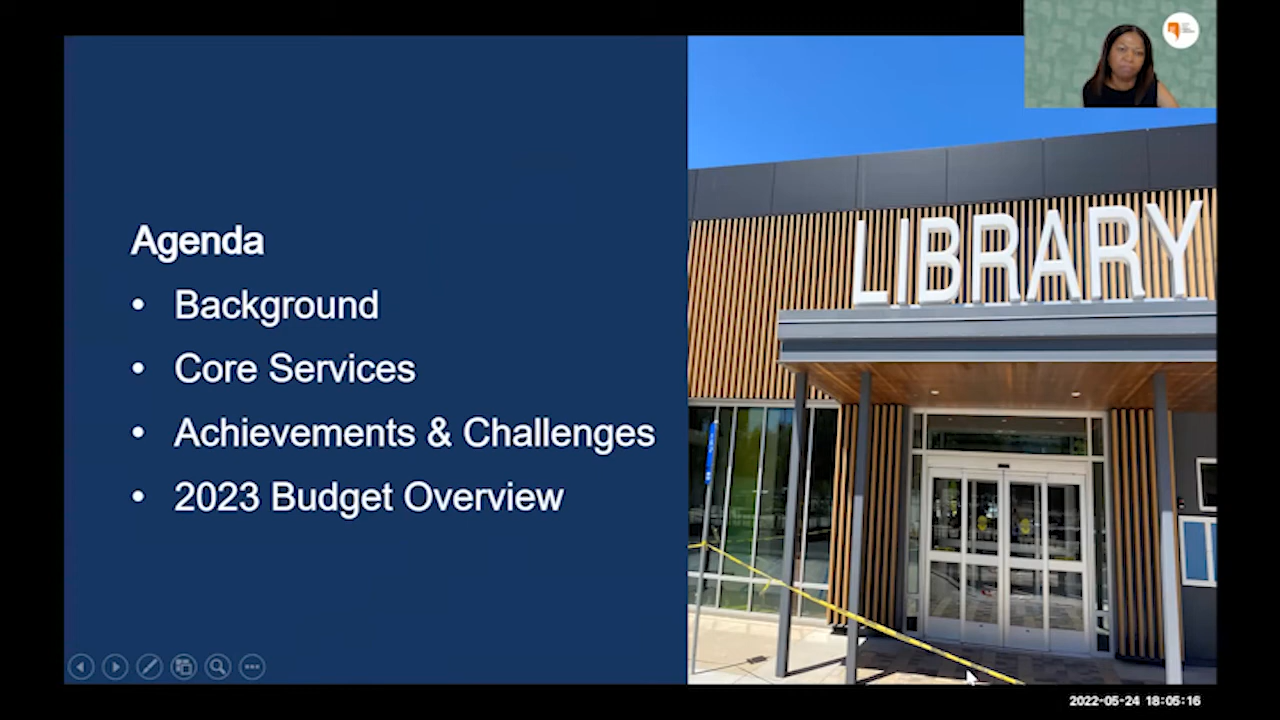 Agenda
• Background
• Core Services
• Achievements & Challenges
• 2023 Budget Overview
LIBRARY
2022-05-24 18:05:16